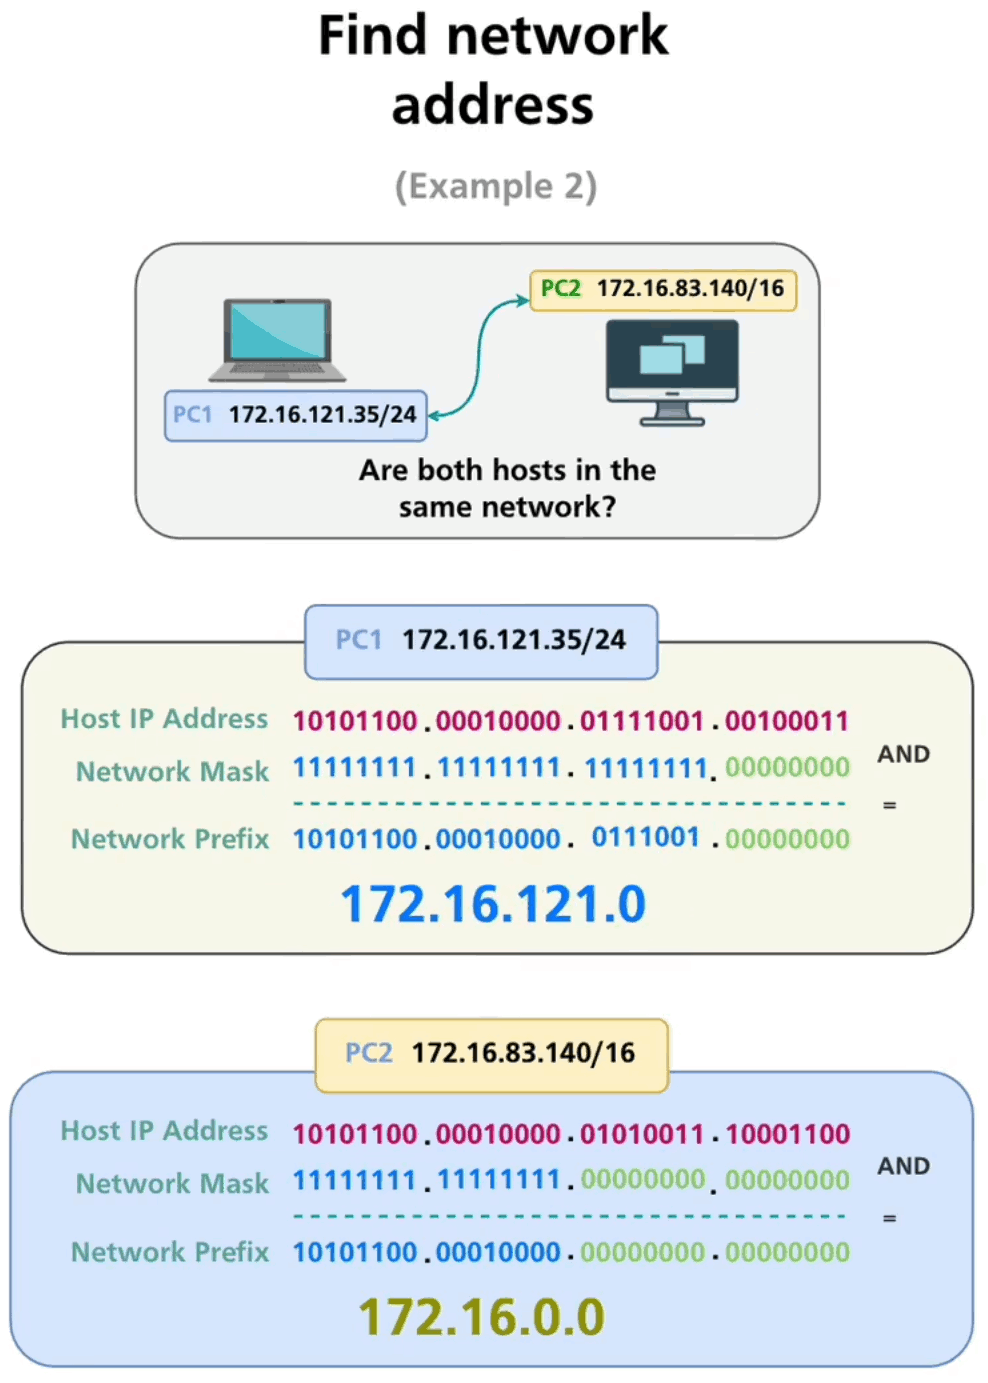 Find network
address
(Example 2)
PC2 172.16.83.140/16
PC1 172.16.121.35/24
Are both hosts in the
same network?
PC1 172.16.121.35/24
Host IP Address 10101100.00010000.01111001.00100011
AND
Network Mask 11111111.11111111.11111111.00000000
- - - - - - - - - - - - - - - - - - - - - - - - - - - - - - =
Network Prefix 10101100.00010000.0111001.00000000
172.16.121.0
PC2 172.16.83.140/16
Host IP Address 10101100.00010000.01010011.10001100
AND
Network Mask 11111111.11111111.00000000.00000000
- - - - - - - - - - - - - - - - - - - - - - - - - - - - - - =
Network Prefix 10101100.00010000.00000000.00000000
172.16.0.0